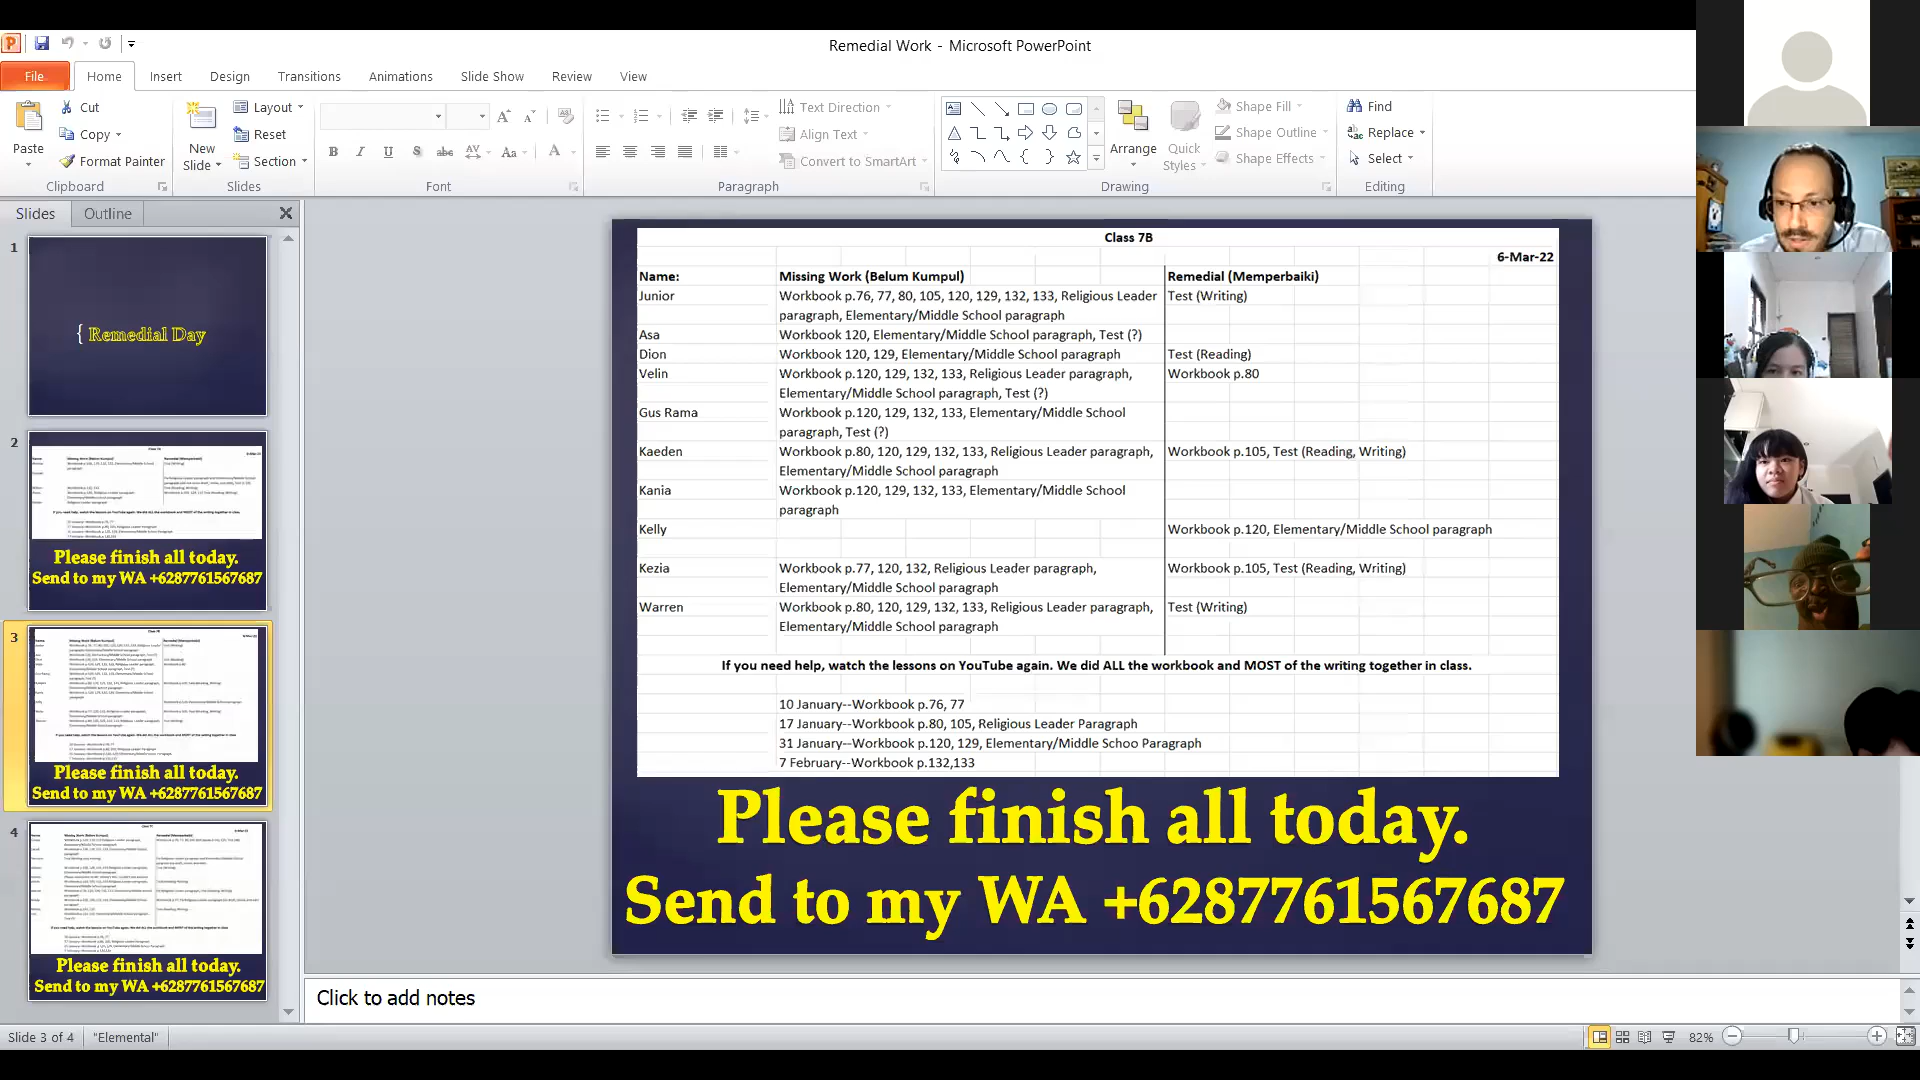 Remedial Work - Microsoft PowerPoint
File Home Insert Design Transitions Animations Slide Show Review View
Paste
Cut
Copy
Format Painter
Clipboard
New Slide
Layout
Reset
Section
Slides
Font
Text Direction
Align Text
Convert to SmartArt
Paragraph
Arrange
Quick Styles
Shape Fill
Shape Outline
Shape Effects
Drawing
Find
Replace
Select
Editing
Slides Outline
1
{ Remedial Day
2
Please finish all today.
Send to my WA +6287761567687
3
Please finish all today.
Send to my WA +6287761567687
4
Please finish all today.
Send to my WA +6287761567687
Class 7B
6-Mar-22
Name: Missing Work (Belum Kumpul) Remedial (Memperbaiki)
Junior Workbook p.76, 77, 80, 105, 120, 129, 132, 133, Religious Leader Test (Writing)
paragraph, Elementary/Middle School paragraph
Asa Workbook 120, Elementary/Middle School paragraph, Test (?)
Dion Workbook 120, 129, Elementary/Middle School paragraph Test (Reading)
Velin Workbook p.120, 129, 132, 133, Religious Leader paragraph, Workbook p.80
Elementary/Middle School paragraph, Test (?)
Gus Rama Workbook p.120, 129, 132, 133, Elementary/Middle School
paragraph, Test (?)
Kaeden Workbook p.80, 120, 129, 132, 133, Religious Leader paragraph, Workbook p.105, Test (Reading, Writing)
Elementary/Middle School paragraph
Kania Workbook p.120, 129, 132, 133, Elementary/Middle School
paragraph
Kelly Workbook p.120, Elementary/Middle School paragraph
Kezia Workbook p.77, 120, 132, Religious Leader paragraph, Workbook p.105, Test (Reading, Writing)
Elementary/Middle School paragraph
Warren Workbook p.80, 120, 129, 132, 133, Religious Leader paragraph, Test (Writing)
Elementary/Middle School paragraph
If you need help, watch the lessons on YouTube again. We did ALL the workbook and MOST of the writing together in class.
10 January--Workbook p.76, 77
17 January--Workbook p.80, 105, Religious Leader Paragraph
31 January--Workbook p.120, 129, Elementary/Middle Schoo Paragraph
7 February--Workbook p.132,133
Please finish all today.
Send to my WA +6287761567687
Click to add notes
Slide 3 of 4 "Elemental" 82%